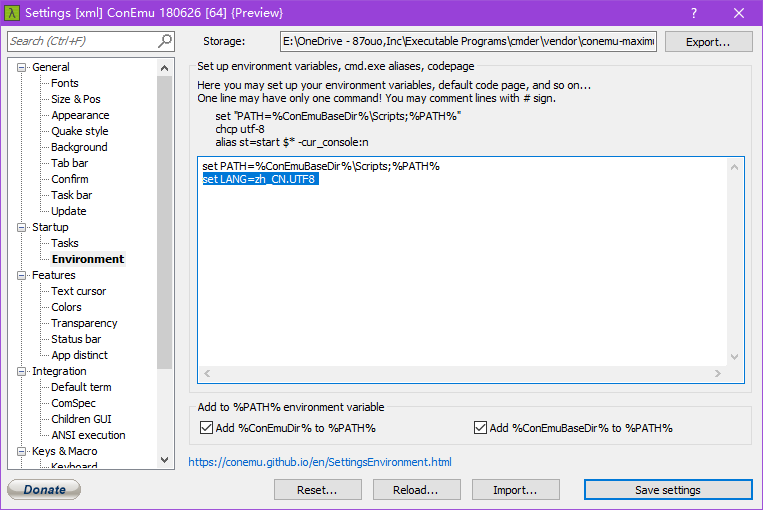 Settings [xml] ConEmu 180626 [64] {Preview}
Search (Ctrl+F)
Storage:
E:\OneDrive - 87ouo,Inc\Executable Programs\cmder\vendor\conemu-maximu
Export...
General
Fonts
Size & Pos
Appearance
Quake style
Background
Tab bar
Confirm
Task bar
Update
Startup
Tasks
Environment
Features
Text cursor
Colors
Transparency
Status bar
App distinct
Integration
Default term
ComSpec
Children GUI
ANSI execution
Keys & Macro
Keyboard
Set up environment variables, cmd.exe aliases, codepage
Here you may set up your environment variables, default code page, and so on...
One line may have only one command! You may comment lines with # sign.
set "PATH=%ConEmuBaseDir%\Scripts;%PATH%"
chcp utf-8
alias st=start $* -cur_console:n
set PATH=%ConEmuBaseDir%\Scripts;%PATH%
set LANG=zh_CN.UTF8
Add to %PATH% environment variable
Add %ConEmuDir% to %PATH%
Add %ConEmuBaseDir% to %PATH%
https://conemu.github.io/en/SettingsEnvironment.html
Donate
Reset...
Reload...
Import...
Save settings